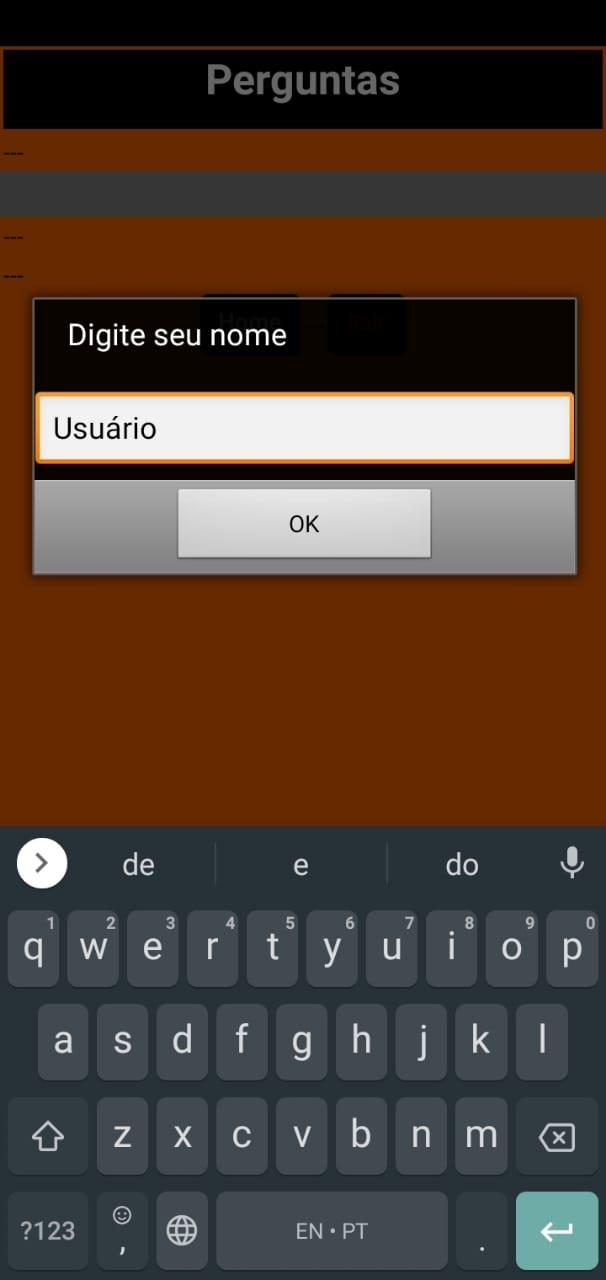 Perguntas
---
---
---
Home
Digite seu nome
Usuário
OK
de e do
1 2 3 4 5 6 7 8 9 0
q w e r t y u i o p
a s d f g h j k l
z x c v b n m
?123 , EN • PT .